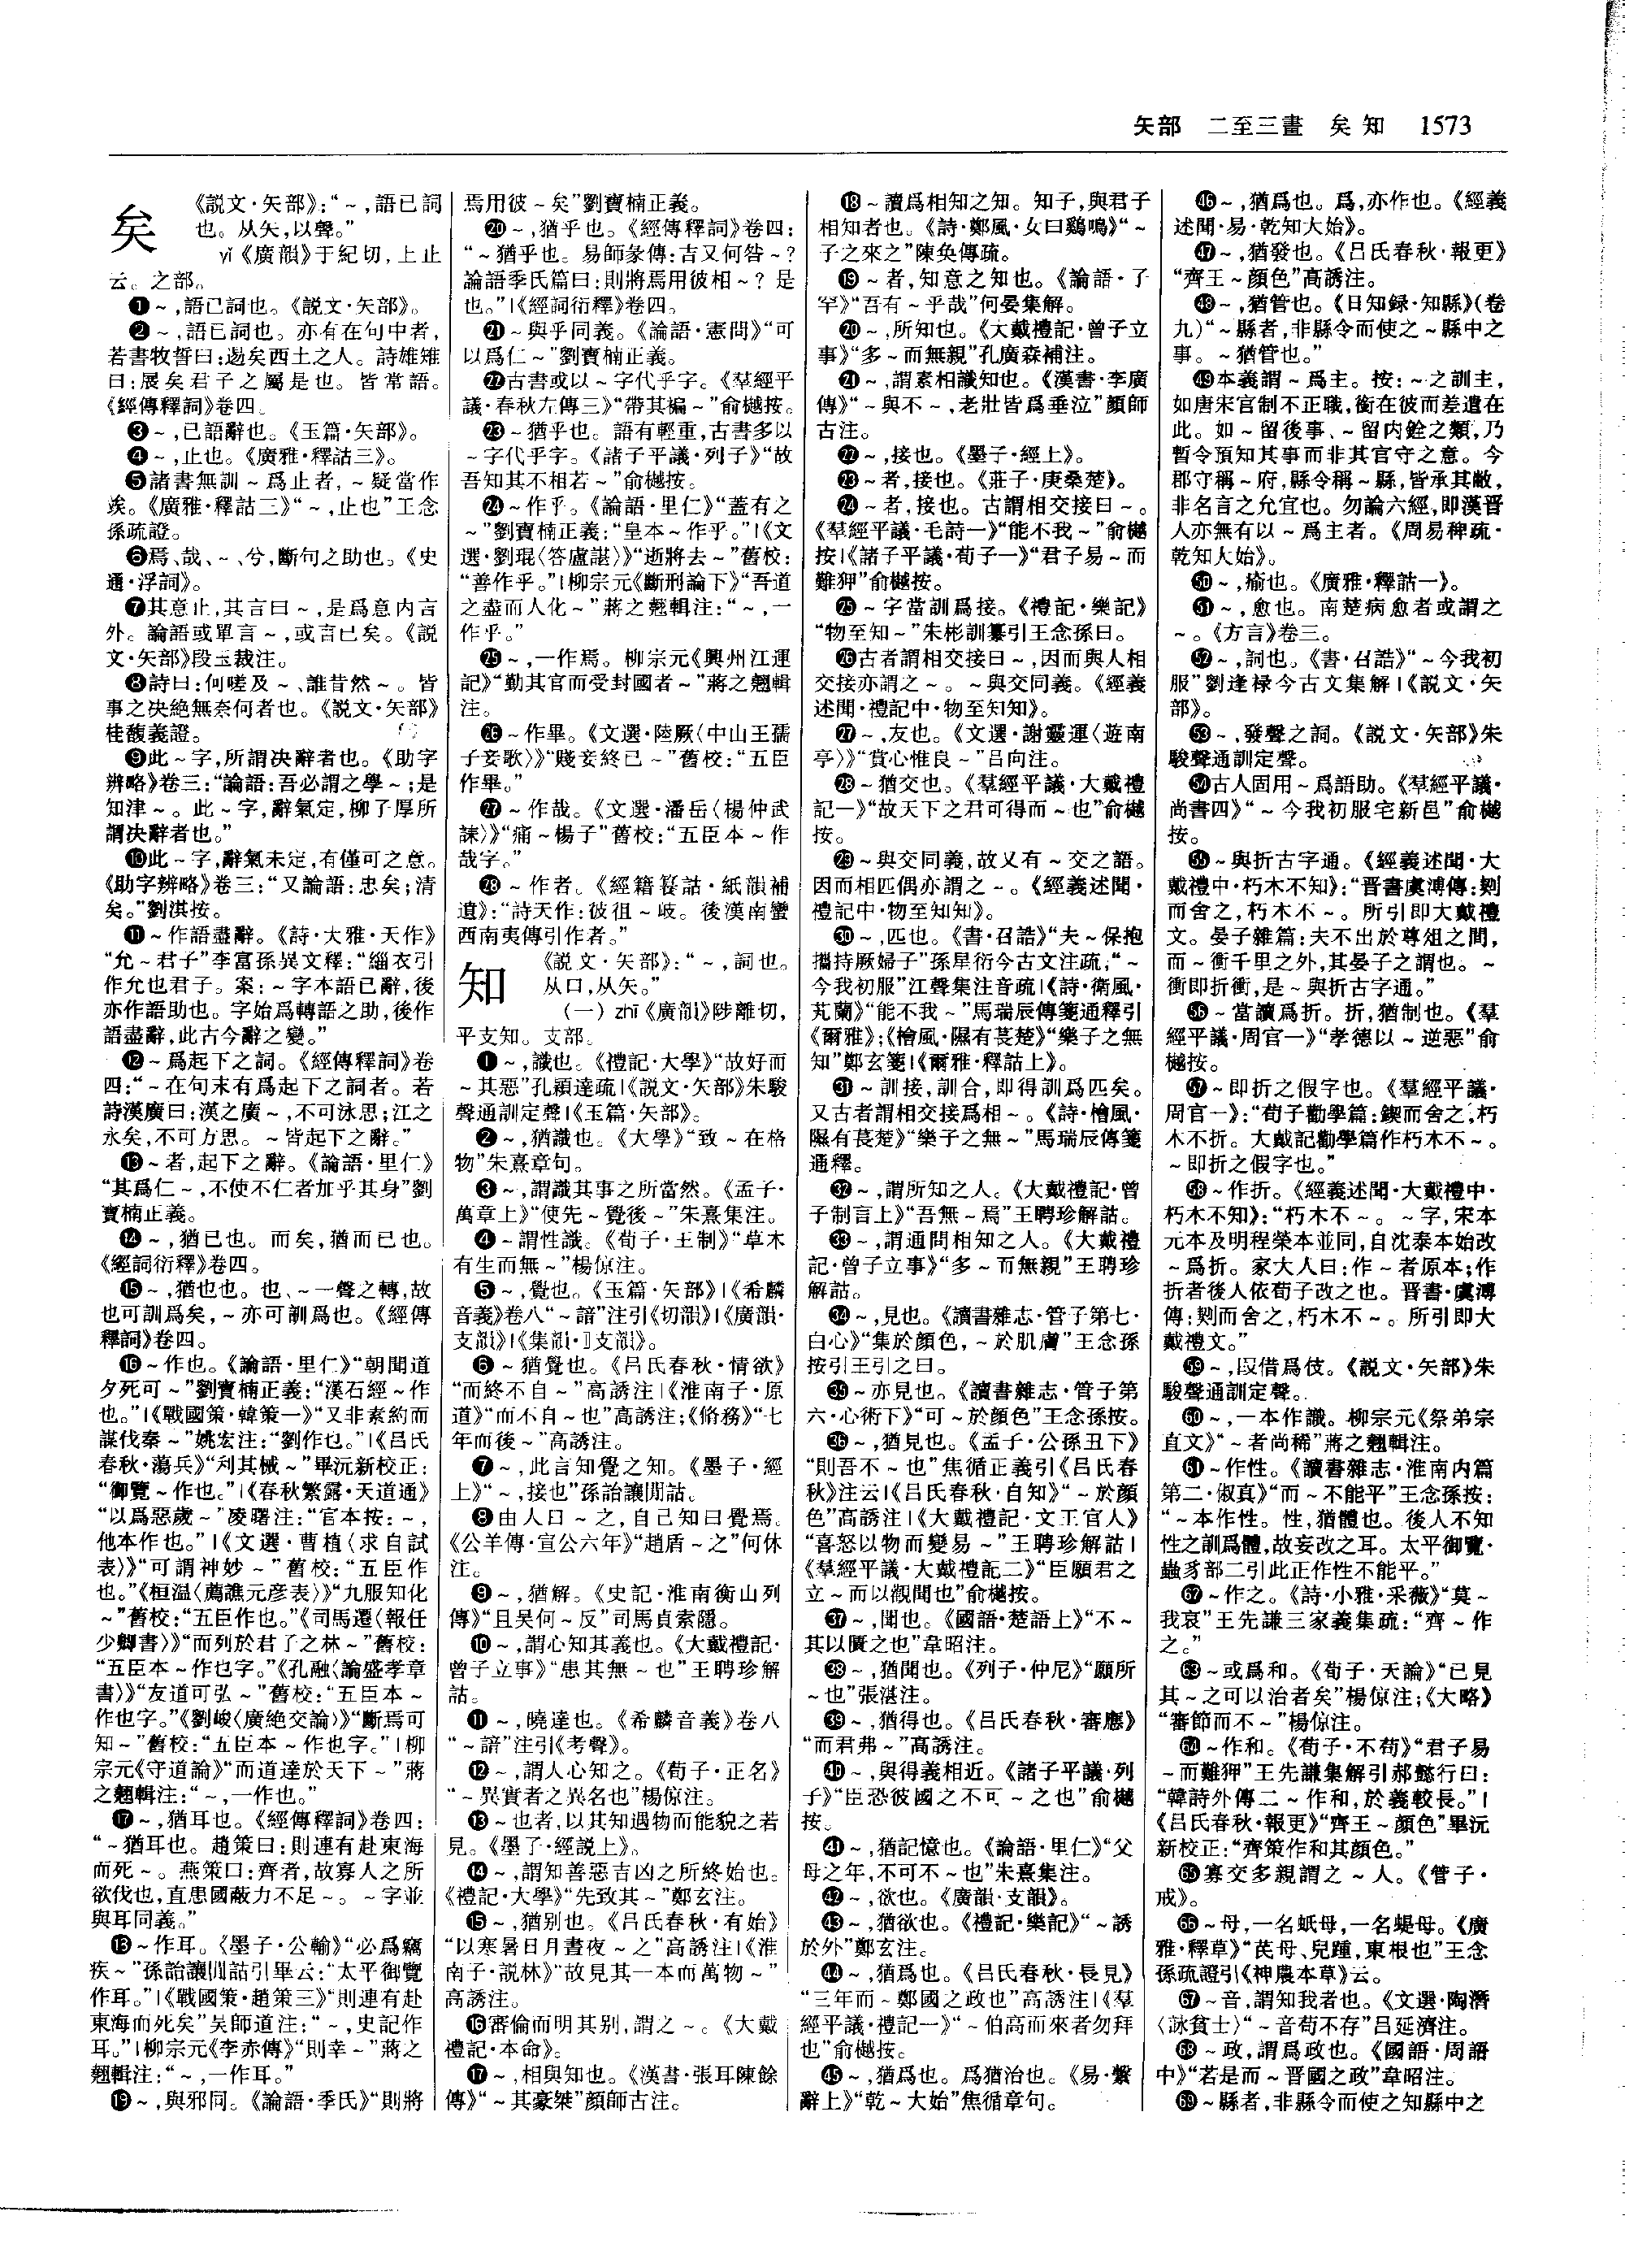 矢部　二至三畫　矣知　1573
矣
《説文·矢部》：“～，語已詞
也。从矢，以聲。”
yǐ《廣韻》于紀切，上止
云。之部。
❶～，語已詞也。《説文·矢部》。
❷～，語已詞也。亦有在句中者，
若書牧誓曰：逷矣西土之人。詩雄雉
曰：展矣君子之屬是也。皆常語。
《經傳釋詞》卷四。
❸～，已語辭也。《玉篇·矢部》。
❹～，止也。《廣雅·釋詁三》。
❺諸書無訓～爲止者，～疑當作
竢。《廣雅·釋詁三》“～，止也”王念
孫疏證。
❻焉、哉、～、兮，斷句之助也。《史
通·浮詞》。
❼其意止，其言曰～，是爲意内言
外。論語或單言～，或言已矣。《説
文·矢部》段玉裁注。
❽詩曰：何嗟及～、誰昔然～。皆
事之决絶無奈何者也。《説文·矢部》
桂馥義證。
❾此～字，所謂决辭者也。《助字
辨略》卷三：“論語：吾必謂之學～；是
知津～。此～字，辭氣定，柳子厚所
謂决辭者也。”
❿此～字，辭氣未定，有僅可之意。
《助字辨略》卷三：“又論語：忠矣；清
矣。”劉淇按。
⓫～作語盡辭。《詩·大雅·天作》
“允～君子”李富孫異文釋：“緇衣引
作允也君子。案：～字本語已辭，後
亦作語助也。字始爲轉語之助，後作
語盡辭，此古今辭之變。”
⓬～爲起下之詞。《經傳釋詞》卷
四：“～在句末有爲起下之詞者。若
詩漢廣曰：漢之廣～，不可泳思；江之
永矣，不可方思。～皆起下之辭。”
⓭～者，起下之辭。《論語·里仁》
“其爲仁～，不使不仁者加乎其身”劉
寶楠正義。
⓮～，猶已也。而矣，猶而已也。
《經詞衍釋》卷四。
⓯～，猶也也。也、～一聲之轉，故
也可訓爲矣，～亦可訓爲也。《經傳
釋詞》卷四。
⓰～作也。《論語·里仁》“朝聞道
夕死可～”劉寶楠正義：“漢石經～作
也。”|《戰國策·韓策一》“又非素約而
謀伐秦～”姚宏注：“劉作也。”|《吕氏
春秋·蕩兵》“利其械～”畢沅新校正：
“御覽～作也。”|《春秋繁露·天道通》
“以爲惡歲～”凌曙注：“官本按：～，
他本作也。”|《文選·曹植〈求自試
表〉》“可謂神妙～”舊校：“五臣作
也。”《桓温〈薦譙元彦表〉》“九服知化
～”舊校：“五臣作也。”《司馬遷〈報任
少卿書〉》“而列於君子之林～”舊校：
“五臣本～作也字。”《孔融〈論盛孝章
書〉》“友道可弘～”舊校：“五臣本～
作也字。”《劉峻〈廣絶交論〉》“斷焉可
知～”舊校：“五臣本～作也字。”|柳
宗元《守道論》“而道達於天下～”蔣
之翹輯注：“～，一作也。”
⓱～，猶耳也。《經傳釋詞》卷四：
“～猶耳也。趙策曰：則連有赴東海
而死～。燕策曰：齊者，故寡人之所
欲伐也，直患國敝力不足～。～字並
與耳同義。”
⓲～作耳。《墨子·公輸》“必爲竊
疾～”孫詒讓閒詁引畢云：“太平御覽
作耳。”|《戰國策·趙策三》“則連有赴
東海而死矣”吴師道注：“～，史記作
耳。”|柳宗元《李赤傳》“則幸～”蔣之
翹輯注：“～，一作耳。”
⓳～，與邪同。《論語·季氏》“則將
焉用彼～矣”劉寶楠正義。
⓴～，猶乎也。《經傳釋詞》卷四：
“～猶乎也。易師彖傳：吉又何咎～？
論語季氏篇曰：則將焉用彼相～？是
也。”|《經詞衍釋》卷四。
㉑～與乎同義。《論語·憲問》“可
以爲仁～”劉寶楠正義。
㉒古書或以～字代乎字。《羣經平
議·春秋左傳三》“帶其褊～”俞樾按。
㉓～猶乎也。語有輕重，古書多以
～字代乎字。《諸子平議·列子》“故
吾知其不相若～”俞樾按。
㉔～作乎。《論語·里仁》“蓋有之
～”劉寶楠正義：“皇本～作乎。”|《文
選·劉琨〈答盧諶〉》“逝將去～”舊校：
“善作乎。”|柳宗元《斷刑論下》“吾道
之盡而人化～”蔣之翹輯注：“～，一
作乎。”
㉕～，一作焉。柳宗元《興州江運
記》“勤其官而受封國者～”蔣之翹輯
注。
㉖～作畢。《文選·陸厥〈中山王孺
子妾歌〉》“賤妾終已～”舊校：“五臣
作畢。”
㉗～作哉。《文選·潘岳〈楊仲武
誄〉》“痛～楊子”舊校：“五臣本～作
哉字。”
㉘～作者。《經籍籑詁·紙韻補
遺》：“詩天作：彼徂～岐。後漢南蠻
西南夷傳引作者。”
知
《説文·矢部》：“～，詞也。
从口，从矢。”
（一）zhī《廣韻》陟離切，
平支知。支部。
❶～，識也。《禮記·大學》“故好而
～其惡”孔穎達疏|《説文·矢部》朱駿
聲通訓定聲|《玉篇·矢部》。
❷～，猶識也。《大學》“致～在格
物”朱熹章句。
❸～，謂識其事之所當然。《孟子·
萬章上》“使先～覺後～”朱熹集注。
❹～謂性識。《荀子·王制》“草木
有生而無～”楊倞注。
❺～，覺也。《玉篇·矢部》|《希麟
音義》卷八“～諳”注引《切韻》|《廣韻·
支韻》|《集韻·支韻》。
❻～猶覺也。《吕氏春秋·情欲》
“而終不自～”高誘注|《淮南子·原
道》“而不自～也”高誘注；《脩務》“七
年而後～”高誘注。
❼～，此言知覺之知。《墨子·經
上》“～，接也”孫詒讓閒詁。
❽由人曰～之，自己知曰覺焉。
《公羊傳·宣公六年》“趙盾～之”何休
注。
❾～，猶解。《史記·淮南衡山列
傳》“且吴何～反”司馬貞索隱。
❿～，謂心知其義也。《大戴禮記·
曾子立事》“患其無～也”王聘珍解
詁。
⓫～，曉達也。《希麟音義》卷八
“～諳”注引《考聲》。
⓬～，謂人心知之。《荀子·正名》
“～異實者之異名也”楊倞注。
⓭～也者，以其知過物而能貌之若
見。《墨子·經説上》。
⓮～，謂知善惡吉凶之所終始也。
《禮記·大學》“先致其～”鄭玄注。
⓯～，猶别也。《吕氏春秋·有始》
“以寒暑日月晝夜～之”高誘注|《淮
南子·説林》“故見其一本而萬物～”
高誘注。
⓰審倫而明其别，謂之～。《大戴
禮記·本命》。
⓱～，相與知也。《漢書·張耳陳餘
傳》“～其豪桀”顔師古注。
⓲～讀爲相知之知。知子，與君子
相知者也。《詩·鄭風·女曰鷄鳴》“～
子之來之”陳奂傳疏。
⓳～者，知意之知也。《論語·子
罕》“吾有～乎哉”何晏集解。
⓴～，所知也。《大戴禮記·曾子立
事》“多～而無親”孔廣森補注。
㉑～，謂素相識知也。《漢書·李廣
傳》“～與不～，老壯皆爲垂泣”顔師
古注。
㉒～，接也。《墨子·經上》。
㉓～者，接也。《莊子·庚桑楚》。
㉔～者，接也。古謂相交接曰～。
《羣經平議·毛詩一》“能不我～”俞樾
按|《諸子平議·荀子一》“君子易～而
難狎”俞樾按。
㉕～字當訓爲接。《禮記·樂記》
“物至知～”朱彬訓纂引王念孫曰。
㉖古者謂相交接曰～，因而與人相
交接亦謂之～。～與交同義。《經義
述聞·禮記中·物至知知》。
㉗～，友也。《文選·謝靈運〈遊南
亭〉》“賞心惟良～”吕向注。
㉘～猶交也。《羣經平議·大戴禮
記一》“故天下之君可得而～也”俞樾
按。
㉙～與交同義，故又有～交之語。
因而相匹偶亦謂之～。《經義述聞·
禮記中·物至知知》。
㉚～，匹也。《書·召誥》“夫～保抱
攜持厥婦子”孫星衍今古文注疏；“～
今我初服”江聲集注音疏|《詩·衛風·
芄蘭》“能不我～”馬瑞辰傳箋通釋引
《爾雅》；《檜風·隰有萇楚》“樂子之無
知”鄭玄箋|《爾雅·釋詁上》。
㉛～訓接，訓合，即得訓爲匹矣。
又古者謂相交接爲相～。《詩·檜風·
隰有萇楚》“樂子之無～”馬瑞辰傳箋
通釋。
㉜～，謂所知之人。《大戴禮記·曾
子制言上》“吾無～焉”王聘珍解詁。
㉝～，謂通問相知之人。《大戴禮
記·曾子立事》“多～而無親”王聘珍
解詁。
㉞～，見也。《讀書雜志·管子第七·
白心》“集於顔色，～於肌膚”王念孫
按引王引之曰。
㉟～亦見也。《讀書雜志·管子第
六·心術下》“可～於顔色”王念孫按。
㊱～，猶見也。《孟子·公孫丑下》
“則吾不～也”焦循正義引《吕氏春
秋》注云|《吕氏春秋·自知》“～於顔
色”高誘注|《大戴禮記·文王官人》
“喜怒以物而變易～”王聘珍解詁|
《羣經平議·大戴禮記二》“臣願君之
立～而以觀聞也”俞樾按。
㊲～，聞也。《國語·楚語上》“不～
其以匱之也”韋昭注。
㊳～，猶聞也。《列子·仲尼》“願所
～也”張湛注。
㊴～，猶得也。《吕氏春秋·審應》
“而君弗～”高誘注。
㊵～，與得義相近。《諸子平議·列
子》“臣恐彼國之不可～之也”俞樾
按。
㊶～，猶記憶也。《論語·里仁》“父
母之年，不可不～也”朱熹集注。
㊷～，欲也。《廣韻·支韻》。
㊸～，猶欲也。《禮記·樂記》“～誘
於外”鄭玄注。
㊹～，猶爲也。《吕氏春秋·長見》
“三年而～鄭國之政也”高誘注|《羣
經平議·禮記一》“～伯高而來者勿拜
也”俞樾按。
㊺～，猶爲也。爲猶治也。《易·繫
辭上》“乾～大始”焦循章句。
㊻～，猶爲也。爲，亦作也。《經義
述聞·易·乾知大始》。
㊼～，猶發也。《吕氏春秋·報更》
“齊王～顔色”高誘注。
㊽～，猶管也。《日知録·知縣》（卷
九）“～縣者，非縣令而使之～縣中之
事。～猶管也。”
㊾本義謂～爲主。按：～之訓主，
如唐宋官制不正職，銜在彼而差遣在
此。如～留後事、～留内銓之類，乃
暫令預知其事而非其官守之意。今
郡守稱～府，縣令稱～縣，皆承其敝，
非名言之允宜也。勿論六經，即漢晋
人亦無有以～爲主者。《周易稗疏·
乾知大始》。
㊿～，瘉也。《廣雅·釋詁一》。
51～，愈也。南楚病愈者或謂之
～。《方言》卷三。
52～，詞也。《書·召誥》“～今我初
服”劉逢禄今古文集解|《説文·矢
部》。
53～，發聲之詞。《説文·矢部》朱
駿聲通訓定聲。
54古人固用～爲語助。《羣經平議·
尚書四》“～今我初服宅新邑”俞樾
按。
55～與折古字通。《經義述聞·大
戴禮中·朽木不知》：“晋書虞溥傳：剟
而舍之，朽木不～。所引即大戴禮
文。晏子雜篇：夫不出於尊俎之間，
而～衝千里之外，其晏子之謂也。～
衝即折衝，是～與折古字通。”
56～當讀爲折。折，猶制也。《羣
經平議·周官一》“孝德以～逆惡”俞
樾按。
57～即折之假字也。《羣經平議·
周官一》：“荀子勸學篇：鍥而舍之，朽
木不折。大戴記勸學篇作朽木不～。
～即折之假字也。”
58～作折。《經義述聞·大戴禮中·
朽木不知》：“朽木不～。～字，宋本
元本及明程榮本並同，自沈泰本始改
～爲折。家大人曰：作～者原本；作
折者後人依荀子改之也。晋書·虞溥
傳：剟而舍之，朽木不～。所引即大
戴禮文。”
59～，叚借爲伎。《説文·矢部》朱
駿聲通訓定聲。
60～，一本作識。柳宗元《祭弟宗
直文》“～者尚稀”蔣之翹輯注。
61～作性。《讀書雜志·淮南内篇
第二·俶真》“而～不能平”王念孫按：
“～本作性。性，猶體也。後人不知
性之訓爲體，故妄改之耳。太平御覽·
蟲豸部二引此正作性不能平。”
62～作之。《詩·小雅·采薇》“莫～
我哀”王先謙三家義集疏：“齊～作
之。”
63～或爲和。《荀子·天論》“已見
其～之可以治者矣”楊倞注；《大略》
“審節而不～”楊倞注。
64～作和。《荀子·不苟》“君子易
～而難狎”王先謙集解引郝懿行曰：
“韓詩外傳二～作和，於義較長。”|
《吕氏春秋·報更》“齊王～顔色”畢沅
新校正：“齊策作和其顔色。”
65寡交多親謂之～人。《管子·
戒》。
66～母，一名蚔母，一名蝭母。《廣
雅·釋草》“芪母、兒踵，東根也”王念
孫疏證引《神農本草》云。
67～音，謂知我者也。《文選·陶潛
〈詠貧士〉“～音苟不存”吕延濟注。
68～政，謂爲政也。《國語·周語
中》“若是而～晋國之政”韋昭注。
69～縣者，非縣令而使之知縣中之